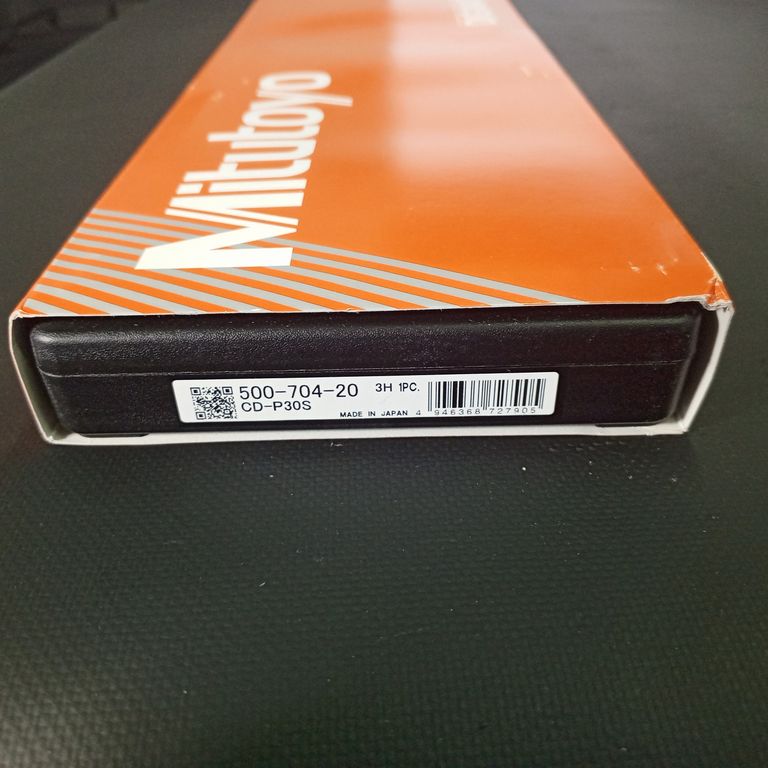 Mitutoyo
500-704-20 3H 1PC.
CD-P30S
MADE IN JAPAN 4 946368 727905